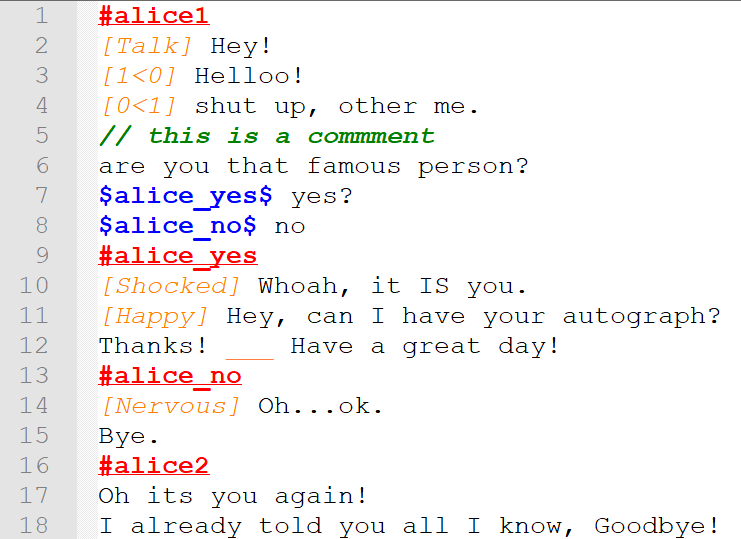 1 #alice1
2 [Talk] Hey!
3 [1<0] Helloo!
4 [0<1] shut up, other me.
5 // this is a commment
6 are you that famous person?
7 $alice_yes$ yes?
8 $alice_no$ no
9 #alice_yes
10 [Shocked] Whoah, it IS you.
11 [Happy] Hey, can I have your autograph?
12 Thanks! ___ Have a great day!
13 #alice_no
14 [Nervous] Oh...ok.
15 Bye.
16 #alice2
17 Oh its you again!
18 I already told you all I know, Goodbye!